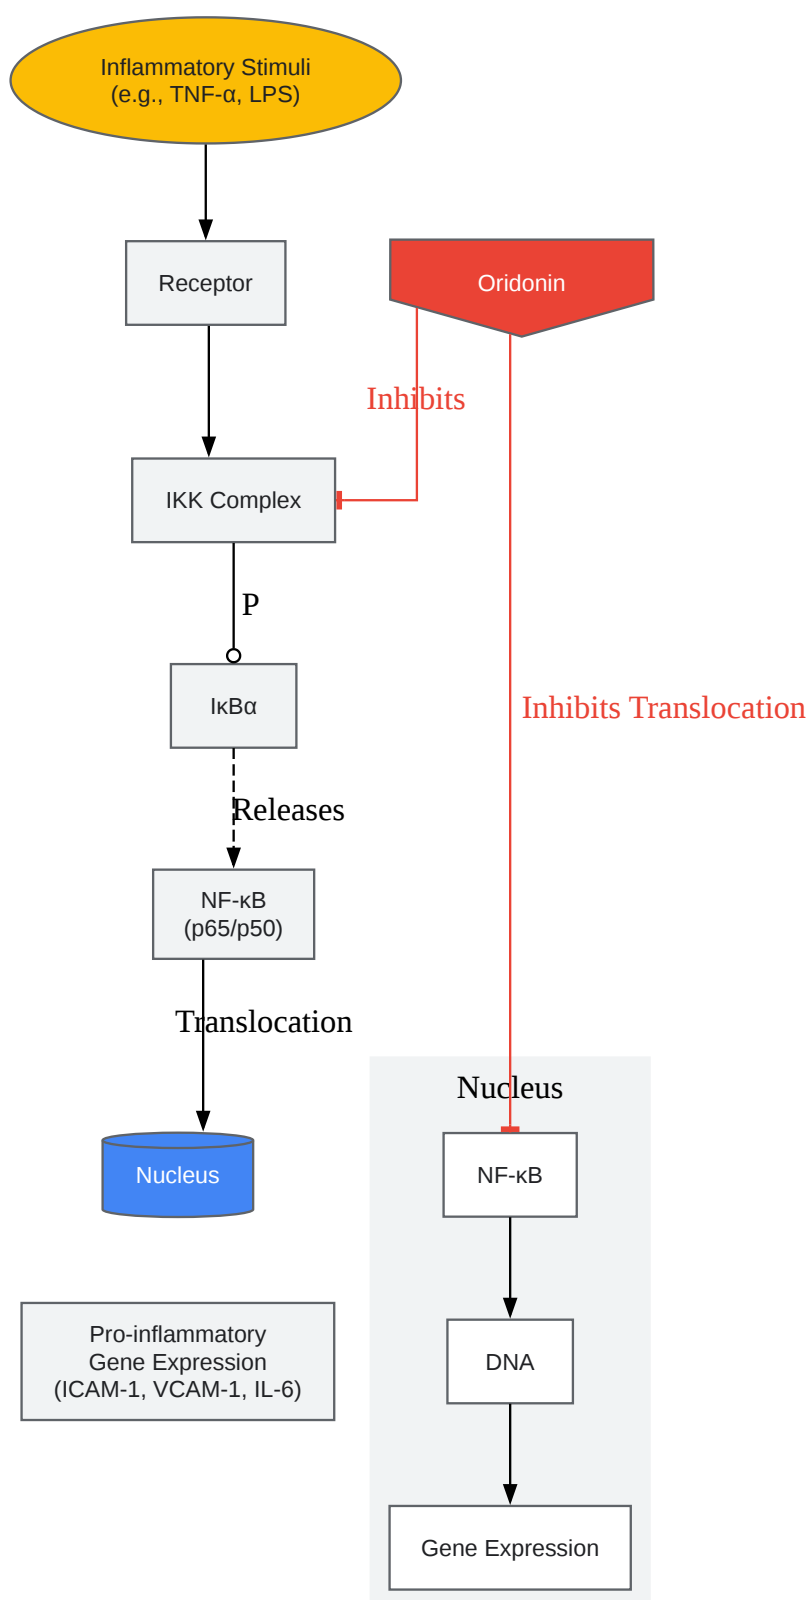 Inflammatory Stimuli
(e.g., TNF-α, LPS)
Receptor
Oridonin
Inhibits
IKK Complex
P
IκBα
Inhibits Translocation
Releases
NF-κB
(p65/p50)
Translocation
Nucleus
Nucleus
NF-κB
Pro-inflammatory
Gene Expression
(ICAM-1, VCAM-1, IL-6)
DNA
Gene Expression